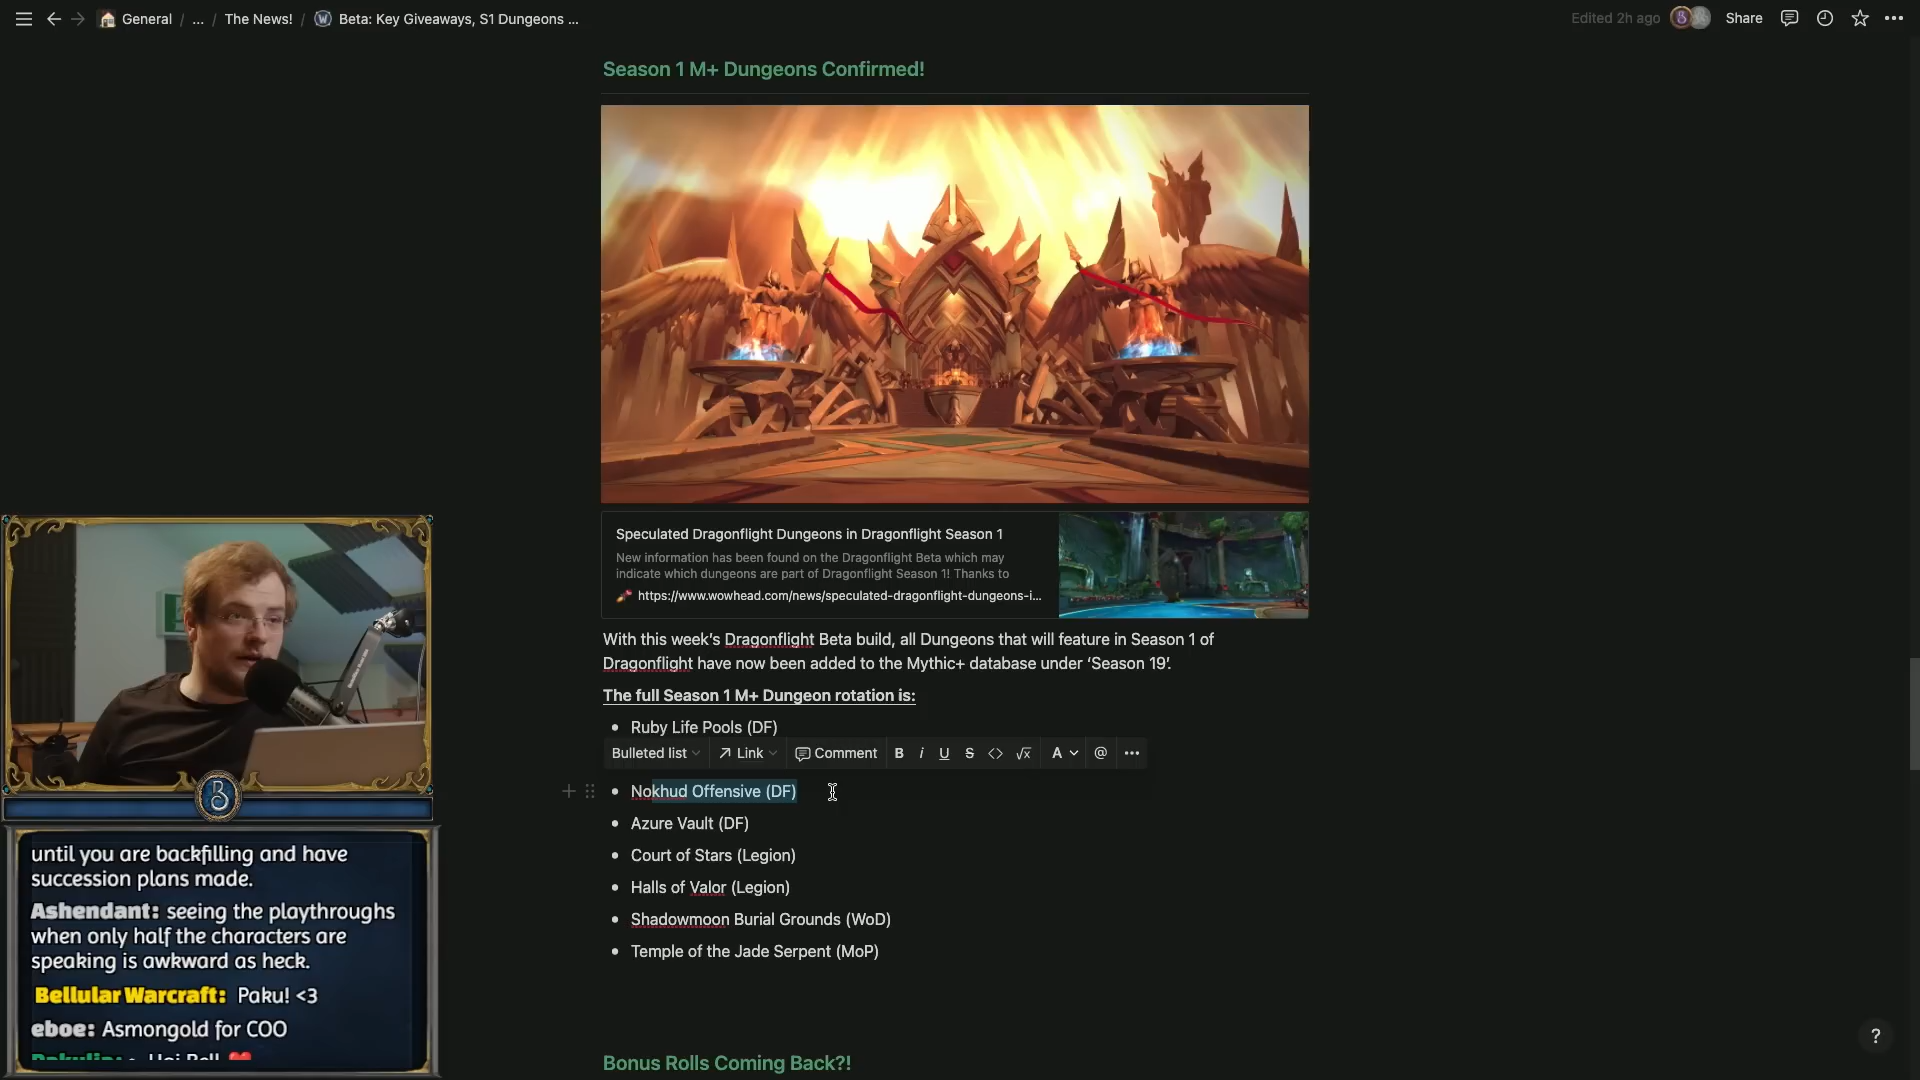 General / ... / The News! / Beta: Key Giveaways, S1 Dungeons ...
Edited 2h ago
Share
Season 1 M+ Dungeons Confirmed!
Speculated Dragonflight Dungeons in Dragonflight Season 1
New information has been found on the Dragonflight Beta which may
indicate which dungeons are part of Dragonflight Season 1! Thanks to
https://www.wowhead.com/news/speculated-dragonflight-dungeons-i...
With this week’s Dragonflight Beta build, all Dungeons that will feature in Season 1 of
Dragonflight have now been added to the Mythic+ database under ‘Season 19’.
The full Season 1 M+ Dungeon rotation is:
• Ruby Life Pools (DF)
Bulleted list Link Comment B i U S <> √x A @ •••
• Nokhud Offensive (DF)
• Azure Vault (DF)
• Court of Stars (Legion)
• Halls of Valor (Legion)
• Shadowmoon Burial Grounds (WoD)
• Temple of the Jade Serpent (MoP)
Bonus Rolls Coming Back?!
until you are backfilling and have
succession plans made.
Ashendant: seeing the playthroughs
when only half the characters are
speaking is awkward as heck.
Bellular Warcraft: Paku! <3
eboe: Asmongold for COO
?